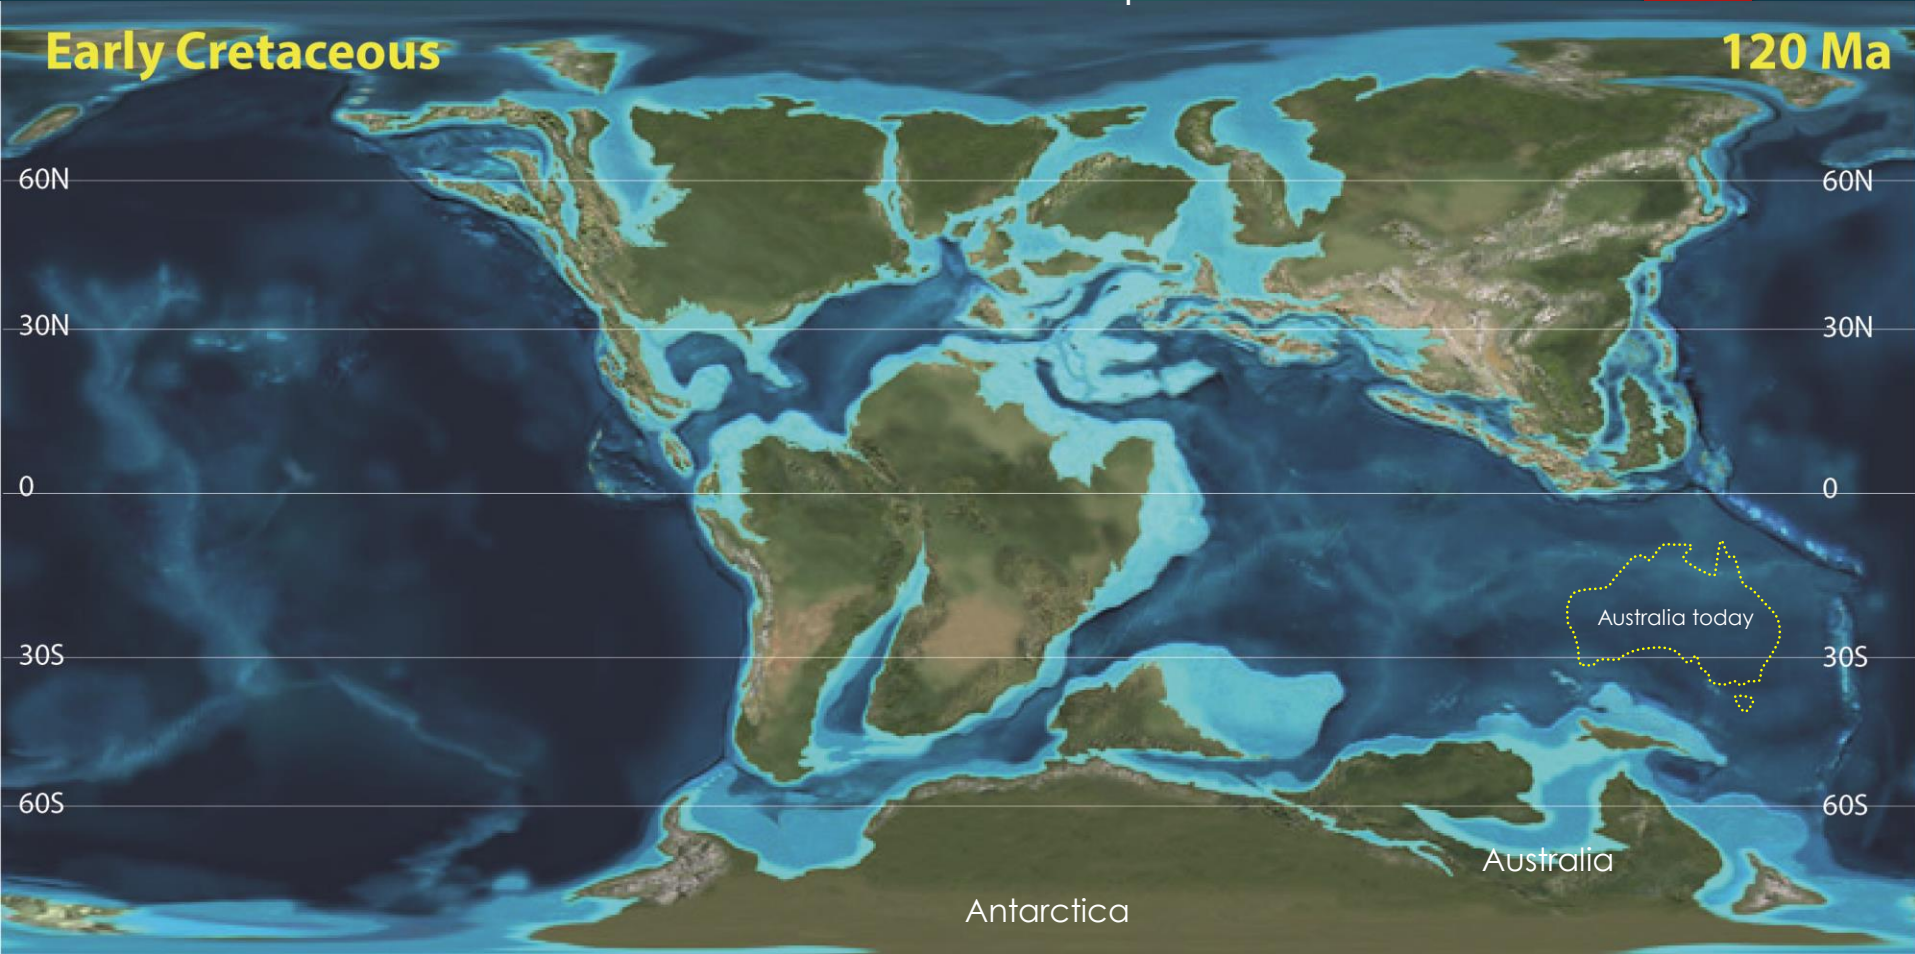 Early Cretaceous
120 Ma
60N
60N
30N
30N
0
0
Australia today
30S
30S
60S
60S
Australia
Antarctica